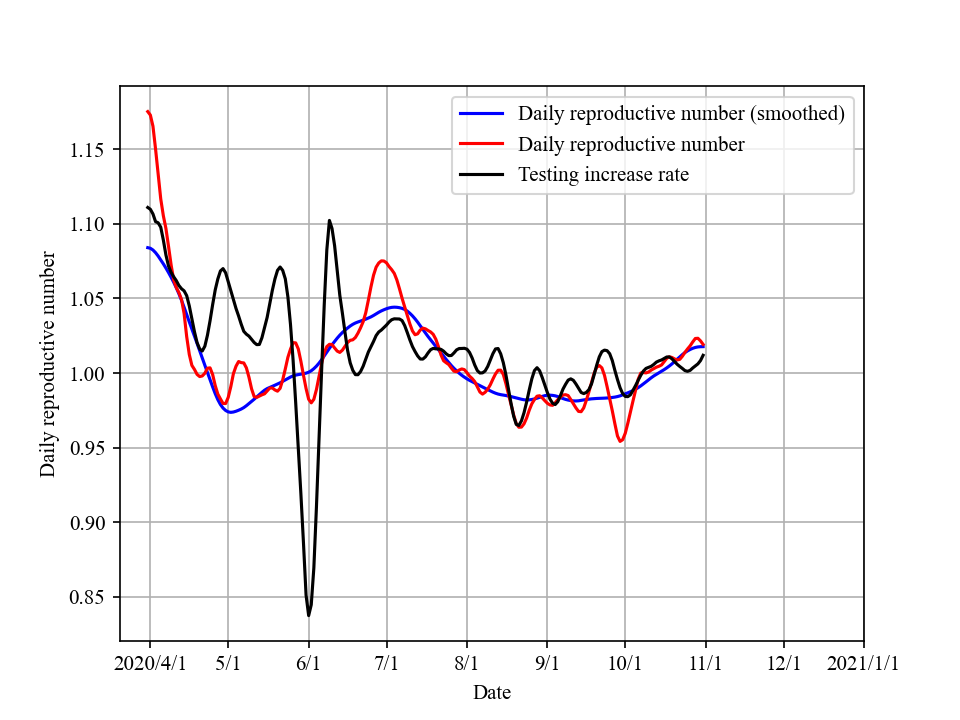 Daily reproductive number (smoothed)
Daily reproductive number
Testing increase rate
Daily reproductive number
1.15
1.10
1.05
1.00
0.95
0.90
0.85
2020/4/1 5/1 6/1 7/1 8/1 9/1 10/1 11/1 12/1 2021/1/1
Date